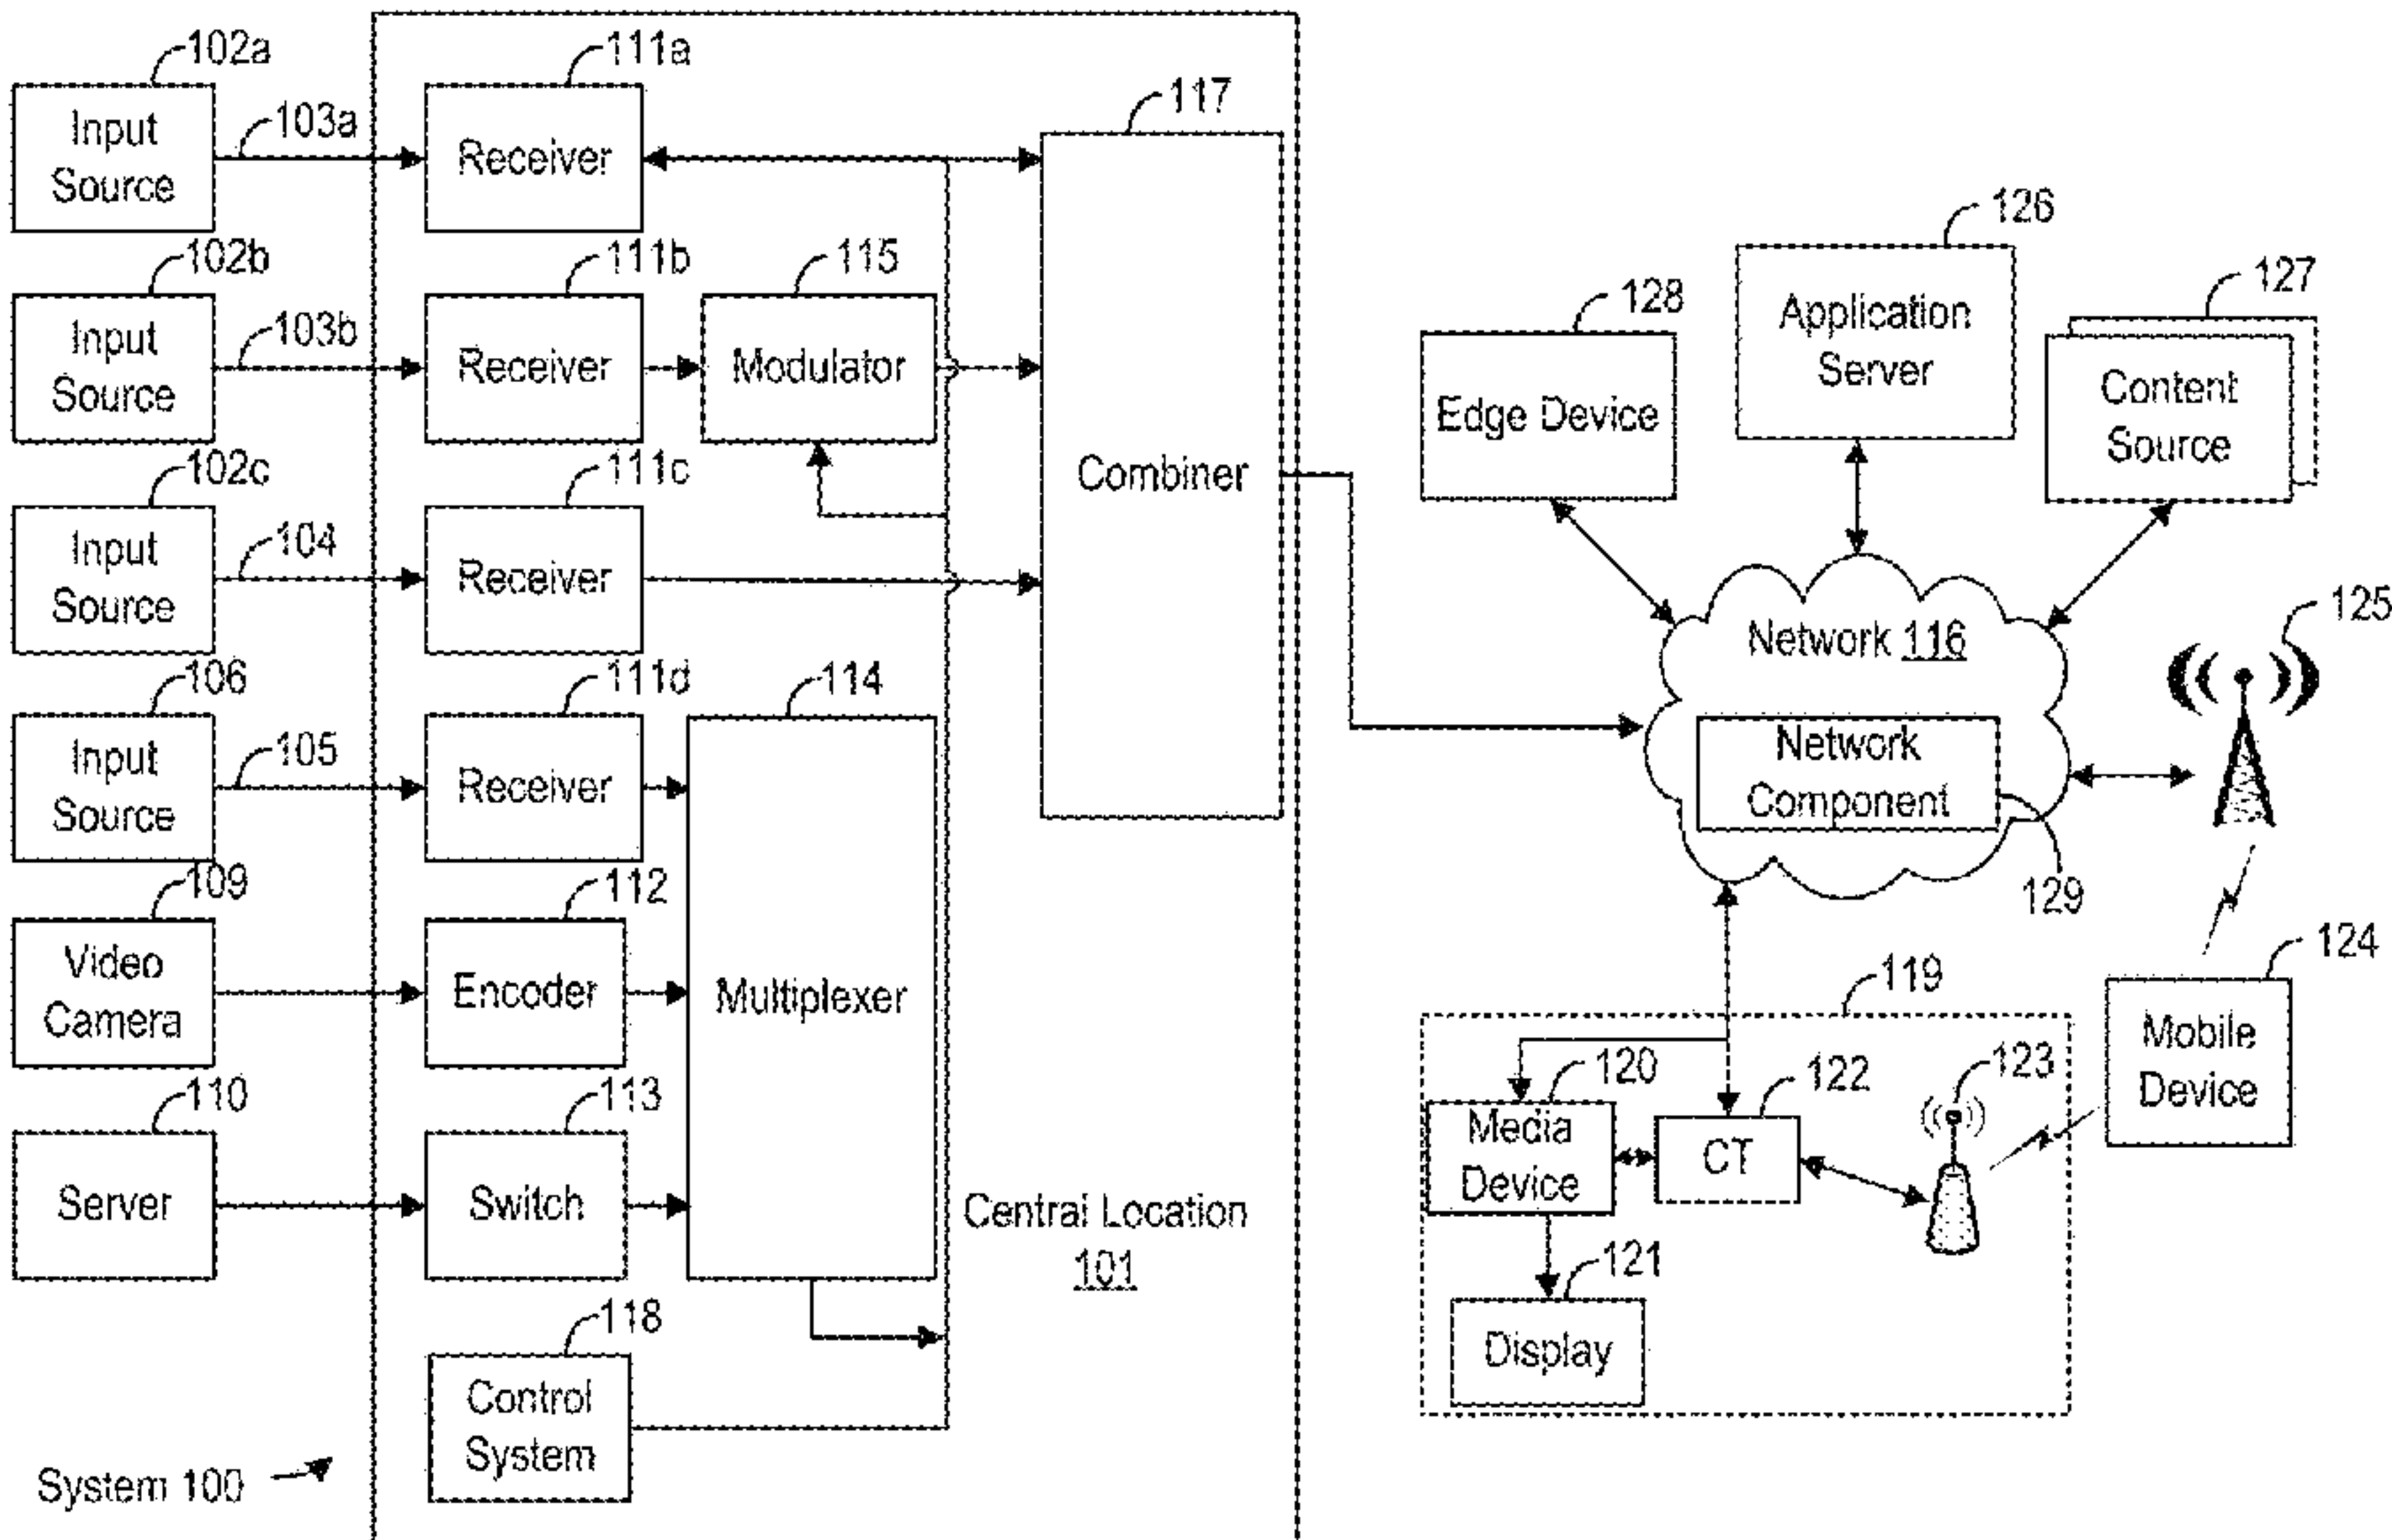 102a
Input
Source
103a
111a
Receiver
117
Combiner
102b
Input
Source
103b
111b
Receiver
115
Modulator
102c
Input
Source
104
111c
Receiver
106
Input
Source
105
111d
Receiver
114
Multiplexer
109
Video
Camera
112
Encoder
110
Server
113
Switch
118
Control
System
Central Location
101
System 100
128
Edge Device
126
Application
Server
127
Content
Source
Network 116
Network
Component
129
125
124
Mobile
Device
119
120
Media
Device
122
CT
123
121
Display